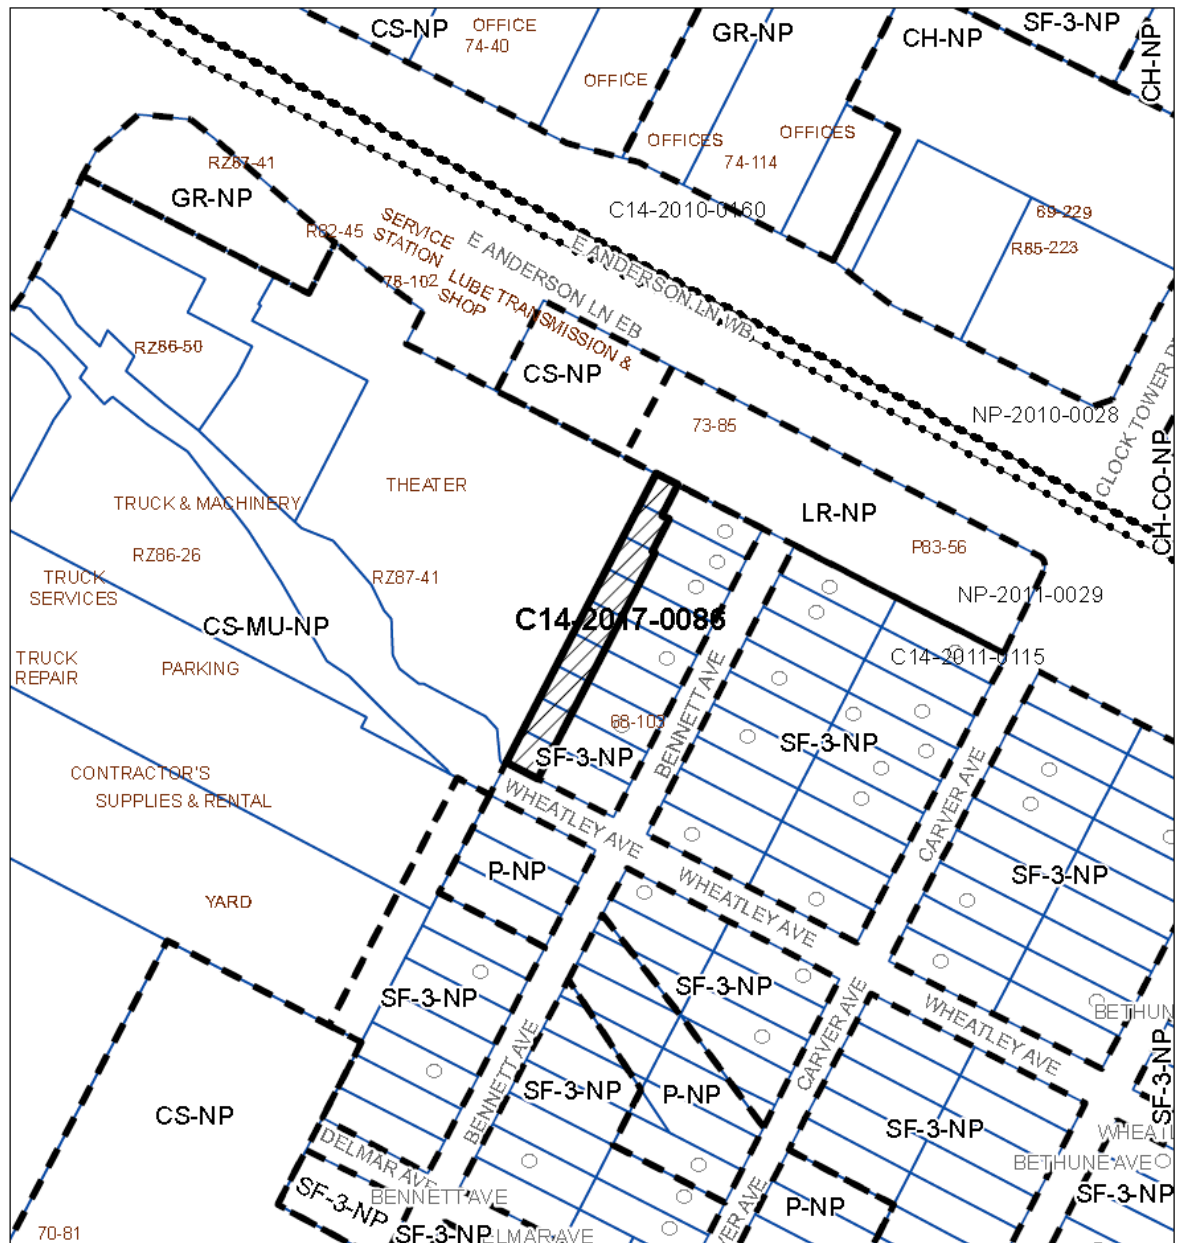 CS-NP
OFFICE
74-40
GR-NP
CH-NP
SF-3-NP
CH-NP
OFFICE
OFFICES
OFFICES
74-114
RZ87-41
GR-NP
C14-2010-0160
69-229
R85-223
R82-45
SERVICE
STATION
78-102
LUBE TRANSMISSION &
SHOP
E ANDERSON LN EB
E ANDERSON LN WB
RZ86-50
CS-NP
NP-2010-0028
CLOCK TOWER DR
73-85
CH-CO-NP
THEATER
TRUCK & MACHINERY
LR-NP
RZ86-26
P83-56
TRUCK
SERVICES
RZ87-41
NP-2011-0029
C14-2017-0086
CS-MU-NP
C14-2011-0115
TRUCK
REPAIR
PARKING
BENNETT AVE
68-103
SF-3-NP
SF-3-NP
CONTRACTOR'S
SUPPLIES & RENTAL
WHEATLEY AVE
CARVER AVE
P-NP
SF-3-NP
WHEATLEY AVE
YARD
SF-3-NP
SF-3-NP
WHEATLEY AVE
BETHUN
BENNETT AVE
CARVER AVE
SF-3-NP
SF-3-NP
P-NP
CS-NP
SF-3-NP
WHEATL
DELMAR AVE
BETHUNE AVE
SF-3-NP
BENNETT AVE
SF-3-NP
P-NP
VER AVE
70-81
SF-3-NP
ELMAR AVE